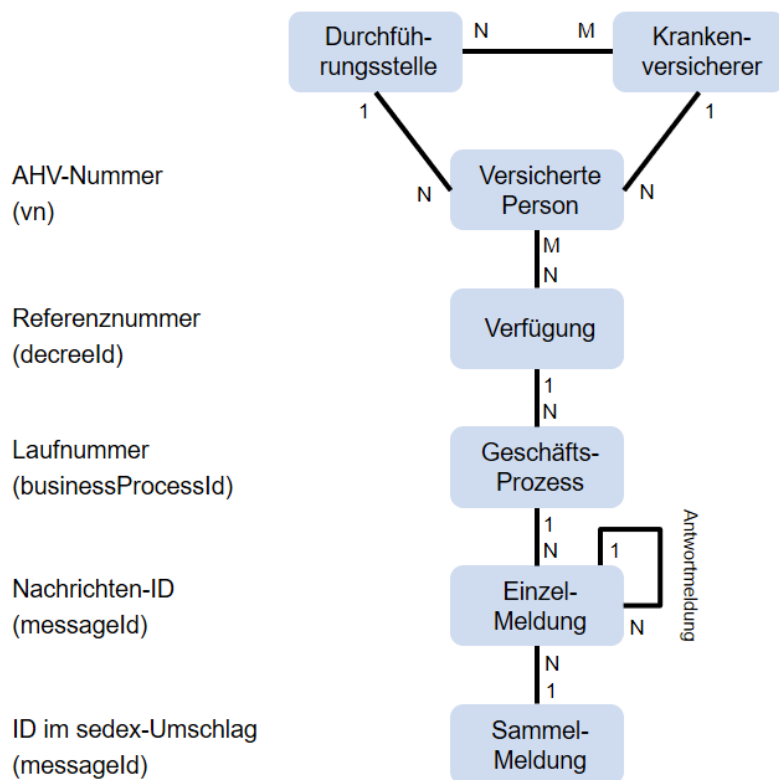 Durchfüh-
rungsstelle
N
M
Kranken-
versicherer
1
1
AHV-Nummer
(vn)
N
Versicherte
Person
N
M
N
Referenznummer
(decreeId)
Verfügung
1
N
Laufnummer
(businessProcessId)
Geschäfts-
Prozess
1
N
1
Antwortmeldung
Nachrichten-ID
(messageId)
Einzel-
Meldung
N
N
1
ID im sedex-Umschlag
(messageId)
Sammel-
Meldung